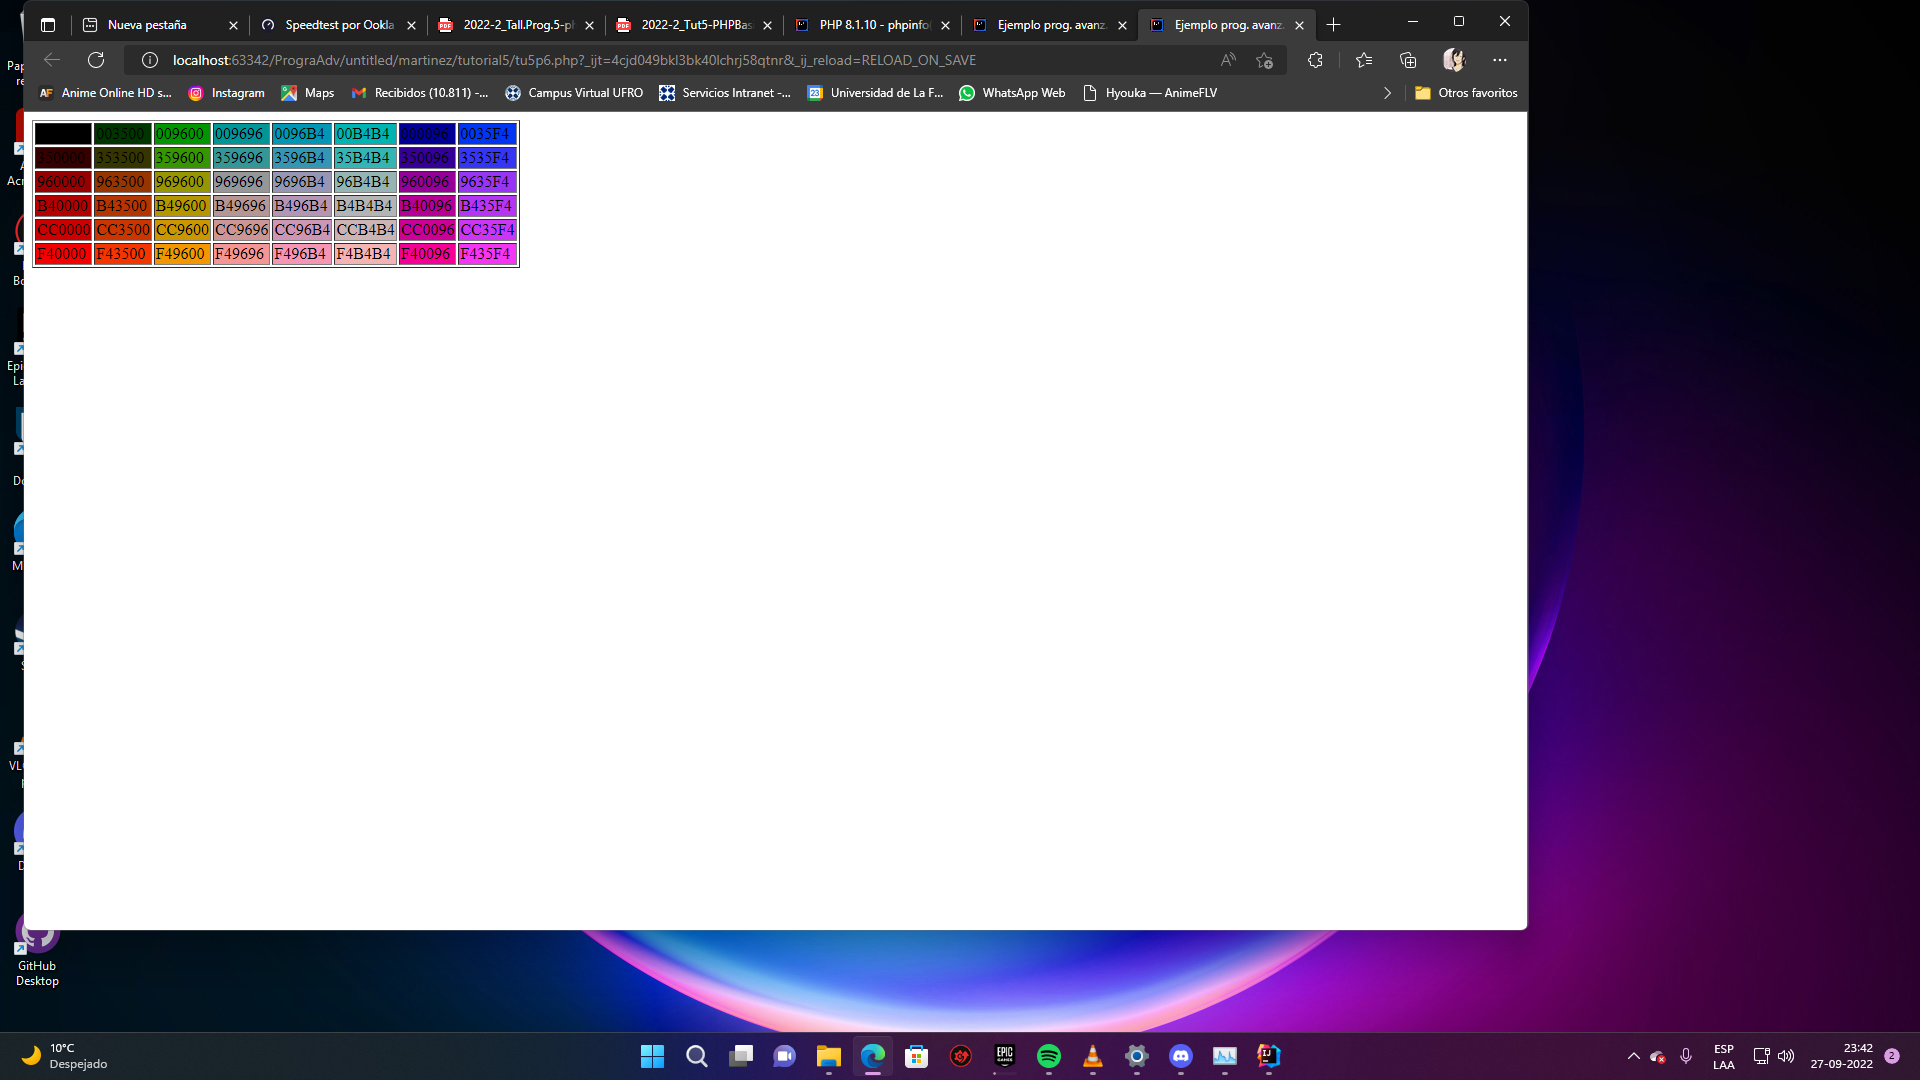 Nueva pestaña
Speedtest por Ookla
2022-2_Tall.Prog.5-p
2022-2_Tut5-PHPBas
PHP 8.1.10 - phpinfo(
Ejemplo prog. avanz.
Ejemplo prog. avanz.
localhost:63342/PrograAdv/untitled/martinez/tutorial5/tu5p6.php?_ijt=4cjd049bkl3bk40lchrj58qtnr&_ij_reload=RELOAD_ON_SAVE
Anime Online HD s...
Instagram
Maps
Recibidos (10.811) -...
Campus Virtual UFRO
Servicios Intranet -...
Universidad de La F...
WhatsApp Web
Hyouka — AnimeFLV
Otros favoritos
003500 009600 009696 0096B4 00B4B4 000096 0035F4
350000 353500 359600 359696 3596B4 35B4B4 350096 3535F4
960000 963500 969600 969696 9696B4 96B4B4 960096 9635F4
B40000 B43500 B49600 B49696 B496B4 B4B4B4 B40096 B435F4
CC0000 CC3500 CC9600 CC9696 CC96B4 CCB4B4 CC0096 CC35F4
F40000 F43500 F49600 F49696 F496B4 F4B4B4 F40096 F435F4
GitHub
Desktop
10°C
Despejado
EPIC
GAMES
ESP
LAA
23:42
27-09-2022
2